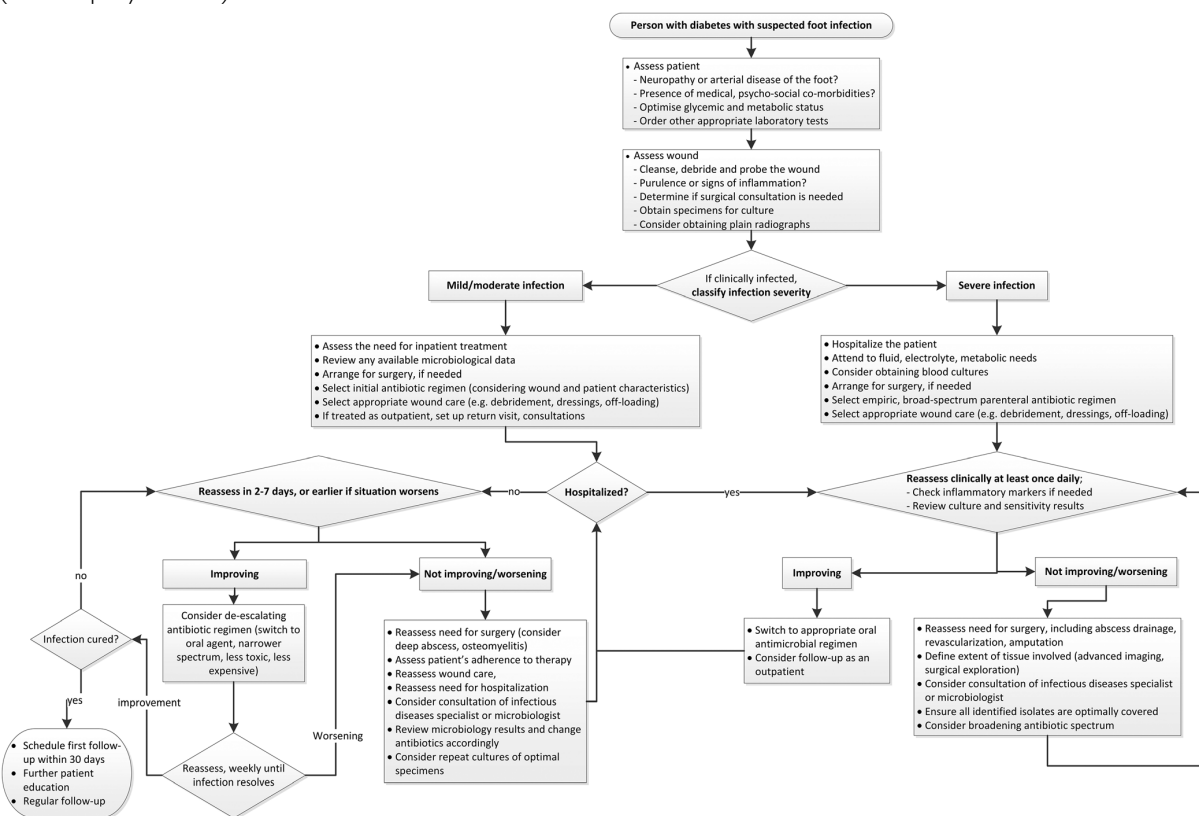 Person with diabetes with suspected foot infection
• Assess patient
- Neuropathy or arterial disease of the foot?
- Presence of medical, psycho-social co-morbidities?
- Optimise glycemic and metabolic status
- Order other appropriate laboratory tests
• Assess wound
- Cleanse, debride and probe the wound
- Purulence or signs of inflammation?
- Determine if surgical consultation is needed
- Obtain specimens for culture
- Consider obtaining plain radiographs
If clinically infected,
classify infection severity
Mild/moderate infection
Severe infection
• Assess the need for inpatient treatment
• Review any available microbiological data
• Arrange for surgery, if needed
• Select initial antibiotic regimen (considering wound and patient characteristics)
• Select appropriate wound care (e.g. debridement, dressings, off-loading)
• If treated as outpatient, set up return visit, consultations
• Hospitalize the patient
• Attend to fluid, electrolyte, metabolic needs
• Consider obtaining blood cultures
• Arrange for surgery, if needed
• Select empiric, broad-spectrum parenteral antibiotic regimen
• Select appropriate wound care (e.g. debridement, dressings, off-loading)
Reassess in 2-7 days, or earlier if situation worsens
no
Hospitalized?
yes
Reassess clinically at least once daily;
- Check inflammatory markers if needed
- Review culture and sensitivity results
Improving
Not improving/worsening
Improving
Not improving/worsening
no
Infection cured?
yes
improvement
Consider de-escalating
antibiotic regimen (switch to
oral agent, narrower
spectrum, less toxic, less
expensive)
Worsening
• Reassess need for surgery (consider
deep abscess, osteomyelitis)
• Assess patient's adherence to therapy
• Reassess wound care,
• Reassess need for hospitalization
• Consider consultation of infectious
diseases specialist or microbiologist
• Review microbiology results and change
antibiotics accordingly
• Consider repeat cultures of optimal
specimens
• Switch to appropriate oral
antimicrobial regimen
• Consider follow-up as an
outpatient
• Reassess need for surgery, including abscess drainage,
revascularization, amputation
• Define extent of tissue involved (advanced imaging,
surgical exploration)
• Consider consultation of infectious diseases specialist
or microbiologist
• Ensure all identified isolates are optimally covered
• Consider broadening antibiotic spectrum
• Schedule first follow-
up within 30 days
• Further patient
education
• Regular follow-up
Reassess, weekly until
infection resolves